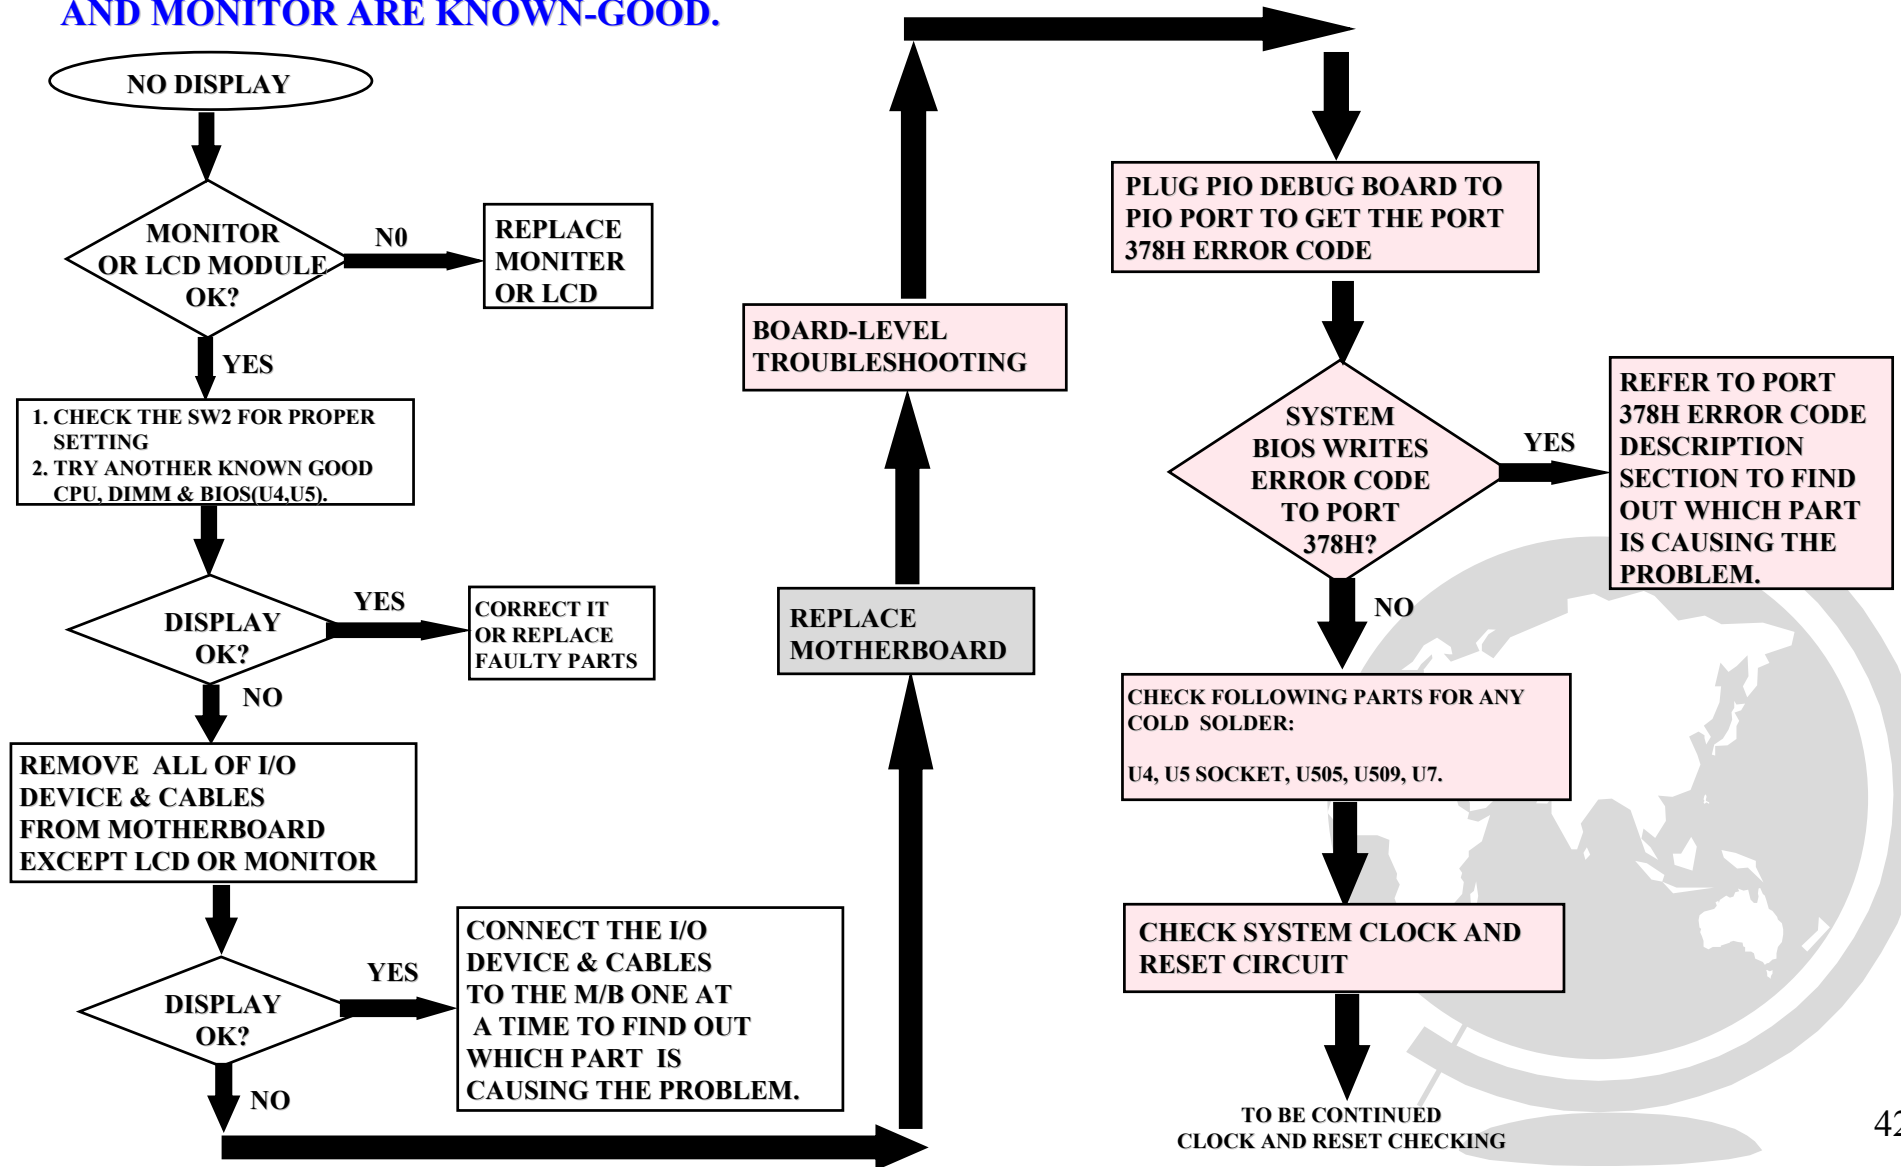 AND MONITOR ARE KNOWN-GOOD.
NO DISPLAY
MONITOR
OR LCD MODULE
OK?
N0
REPLACE
MONITER
OR LCD
YES
1. CHECK THE SW2 FOR PROPER
SETTING
2. TRY ANOTHER KNOWN GOOD
CPU, DIMM & BIOS(U4,U5).
DISPLAY
OK?
YES
CORRECT IT
OR REPLACE
FAULTY PARTS
NO
REMOVE ALL OF I/O
DEVICE & CABLES
FROM MOTHERBOARD
EXCEPT LCD OR MONITOR
DISPLAY
OK?
YES
CONNECT THE I/O
DEVICE & CABLES
TO THE M/B ONE AT
A TIME TO FIND OUT
WHICH PART IS
CAUSING THE PROBLEM.
NO
REPLACE
MOTHERBOARD
BOARD-LEVEL
TROUBLESHOOTING
PLUG PIO DEBUG BOARD TO
PIO PORT TO GET THE PORT
378H ERROR CODE
SYSTEM
BIOS WRITES
ERROR CODE
TO PORT
378H?
YES
REFER TO PORT
378H ERROR CODE
DESCRIPTION
SECTION TO FIND
OUT WHICH PART
IS CAUSING THE
PROBLEM.
NO
CHECK FOLLOWING PARTS FOR ANY
COLD SOLDER:
U4, U5 SOCKET, U505, U509, U7.
CHECK SYSTEM CLOCK AND
RESET CIRCUIT
TO BE CONTINUED
CLOCK AND RESET CHECKING
42